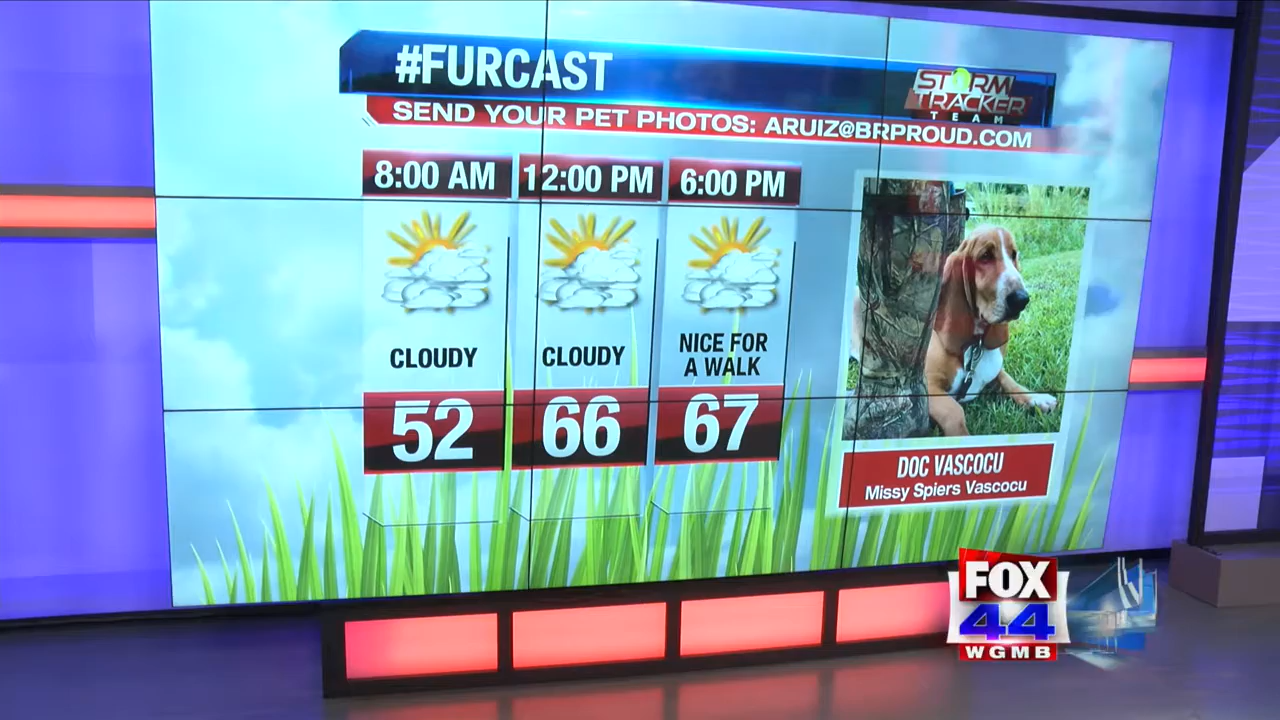 #FURCAST
STORM
TRACKER
TEAM
SEND YOUR PET PHOTOS: ARUIZ@BRPROUD.COM
8:00 AM
12:00 PM
6:00 PM
CLOUDY
CLOUDY
NICE FOR
A WALK
52
66
67
DOC VASCOCU
Missy Spiers Vascocu
FOX
44
WGMB